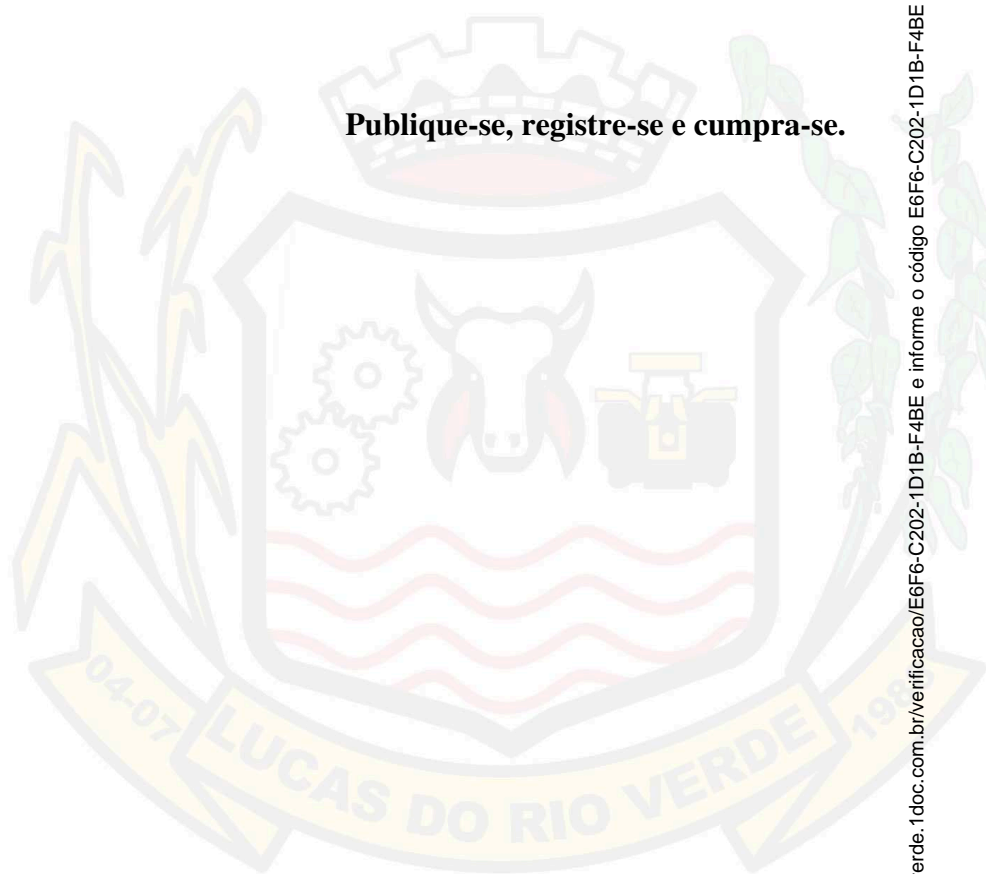 Publique-se, registre-se e cumpra-se.
04-07
LUCAS DO RIO VERDE
erde.1doc.com.br/verificacao/E6F6-C202-1D1B-F4BE e informe o código E6F6-C202-1D1B-F4BE